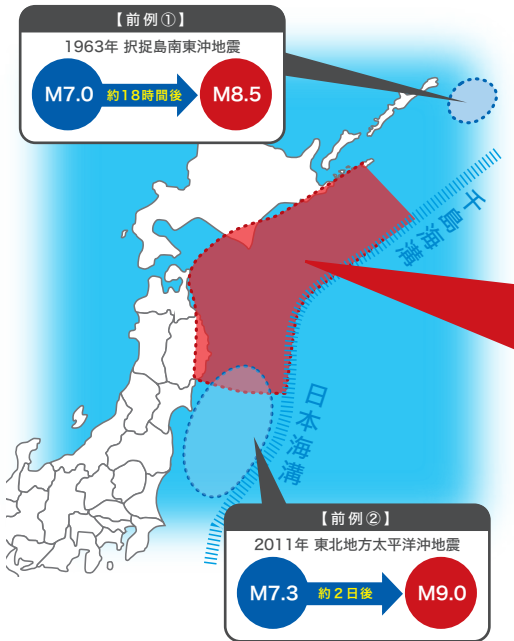 【前例①】
1963年 択捉島南東沖地震
M7.0 約18時間後 M8.5
千島海溝
日本海溝
【前例②】
2011年 東北地方太平洋沖地震
M7.3 約2日後 M9.0